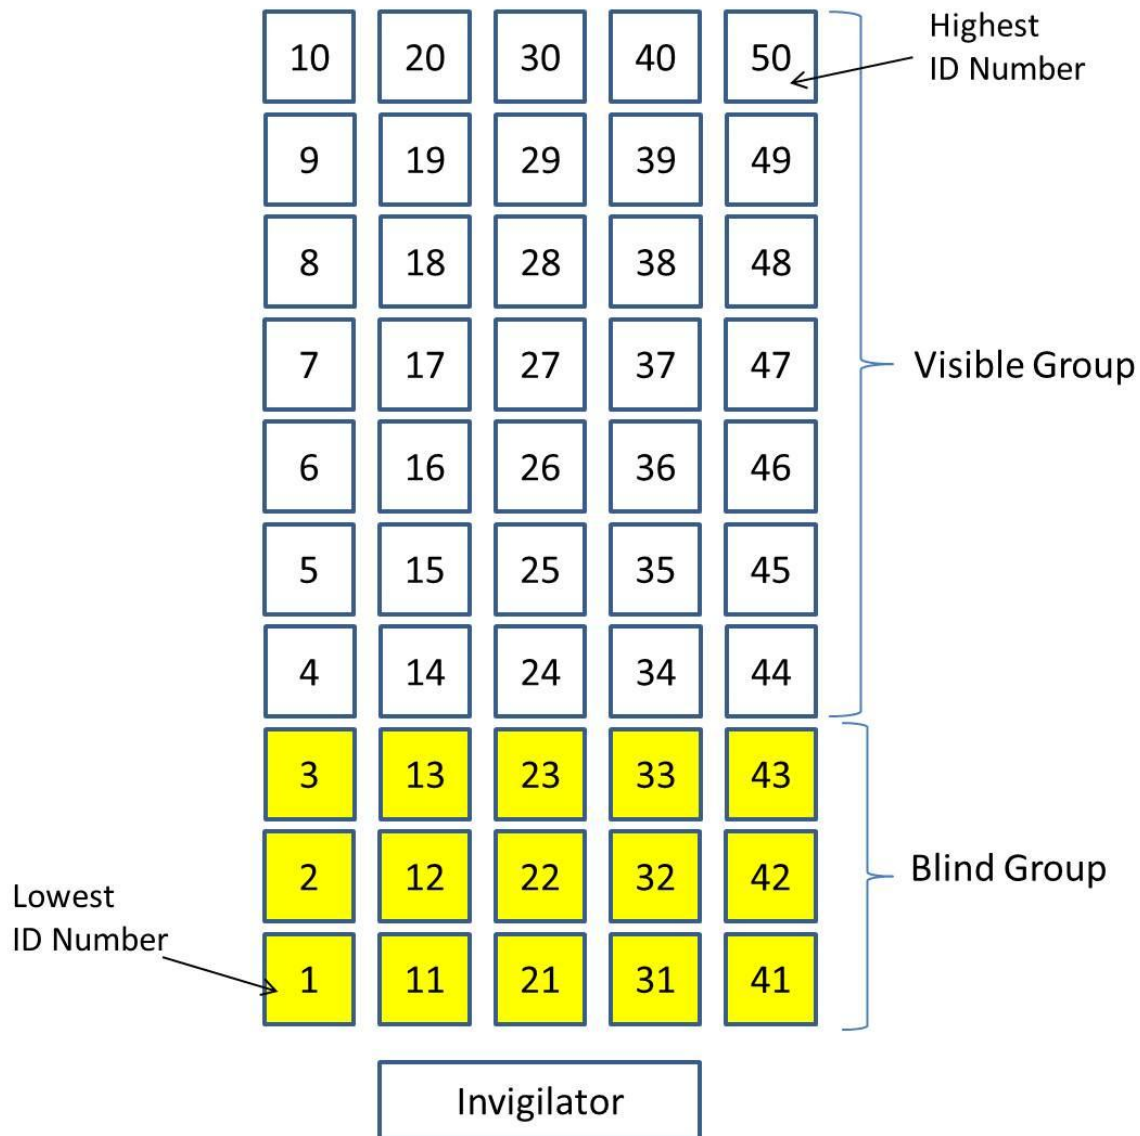 Highest
ID Number
10 20 30 40 50
9 19 29 39 49
8 18 28 38 48
7 17 27 37 47
Visible Group
6 16 26 36 46
5 15 25 35 45
4 14 24 34 44
3 13 23 33 43
2 12 22 32 42
Blind Group
Lowest
ID Number
1 11 21 31 41
Invigilator